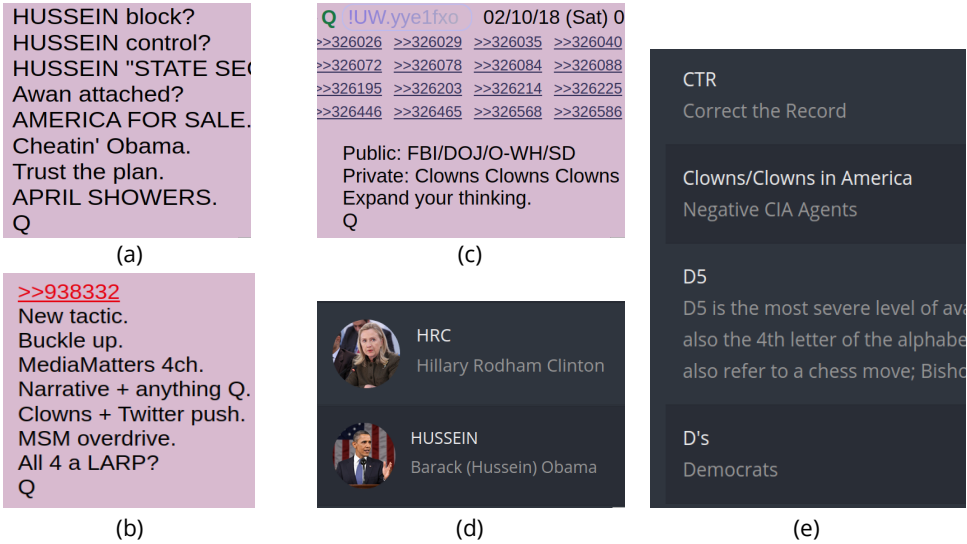 HUSSEIN block?
HUSSEIN control?
HUSSEIN "STATE SEC
Awan attached?
AMERICA FOR SALE.
Cheatin' Obama.
Trust the plan.
APRIL SHOWERS.
Q
(a)
>>938332
New tactic.
Buckle up.
MediaMatters 4ch.
Narrative + anything Q.
Clowns + Twitter push.
MSM overdrive.
All 4 a LARP?
Q
(b)
Q !UW.yye1fxo 02/10/18 (Sat) 0
>>326026 >>326029 >>326035 >>326040
>>326072 >>326078 >>326084 >>326088
>>326195 >>326203 >>326214 >>326225
>>326446 >>326465 >>326568 >>326586
Public: FBI/DOJ/O-WH/SD
Private: Clowns Clowns Clowns
Expand your thinking.
Q
(c)
HRC
Hillary Rodham Clinton
HUSSEIN
Barack (Hussein) Obama
(d)
CTR
Correct the Record
Clowns/Clowns in America
Negative CIA Agents
D5
D5 is the most severe level of ava
also the 4th letter of the alphabe
also refer to a chess move; Bisho
D's
Democrats
(e)